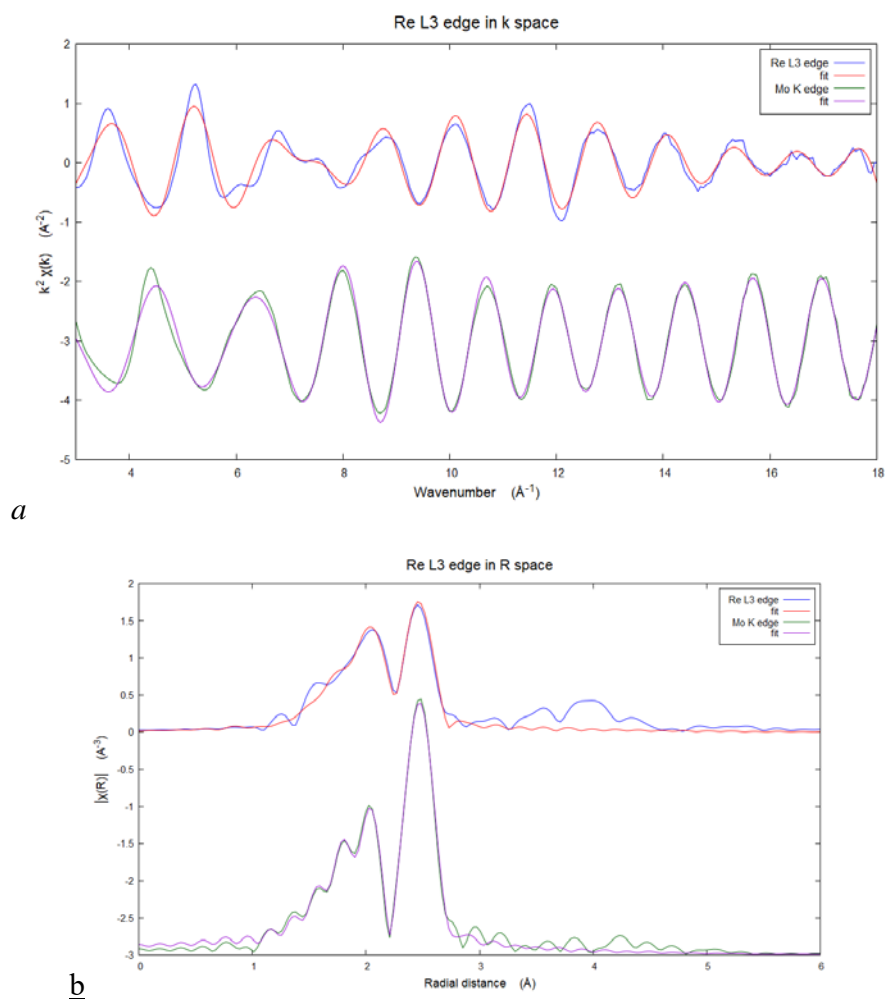 Re L3 edge in k space
Re L3 edge
fit
Mo K edge
fit
2
1
0
-1
-2
-3
-4
-5
k² χ(k) (A⁻²)
4 6 8 10 12 14 16 18
Wavenumber (Å⁻¹)
a
Re L3 edge in R space
Re L3 edge
fit
Mo K edge
fit
2
1.5
1
0.5
0
-0.5
-1
-1.5
-2
-2.5
-3
|χ(R)| (A⁻³)
0 1 2 3 4 5 6
Radial distance (Å)
b